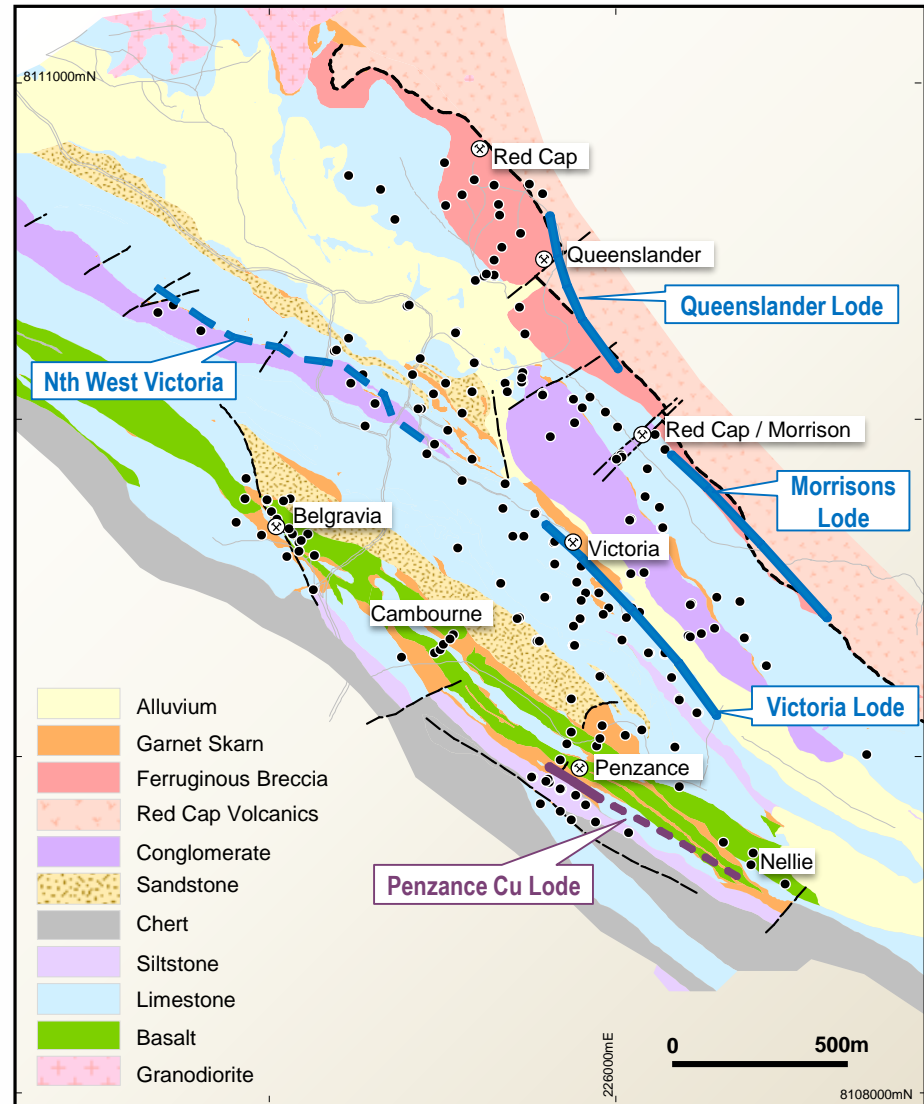 8111000mN
Red Cap
Queenslander
Queenslander Lode
Nth West Victoria
Red Cap / Morrison
Morrisons
Lode
Belgravia
Victoria
Cambourne
Victoria Lode
Penzance
Penzance Cu Lode
Nellie
Alluvium
Garnet Skarn
Ferruginous Breccia
Red Cap Volcanics
Conglomerate
Sandstone
Chert
Siltstone
Limestone
Basalt
Granodiorite
226000mE
0 500m
8108000mN